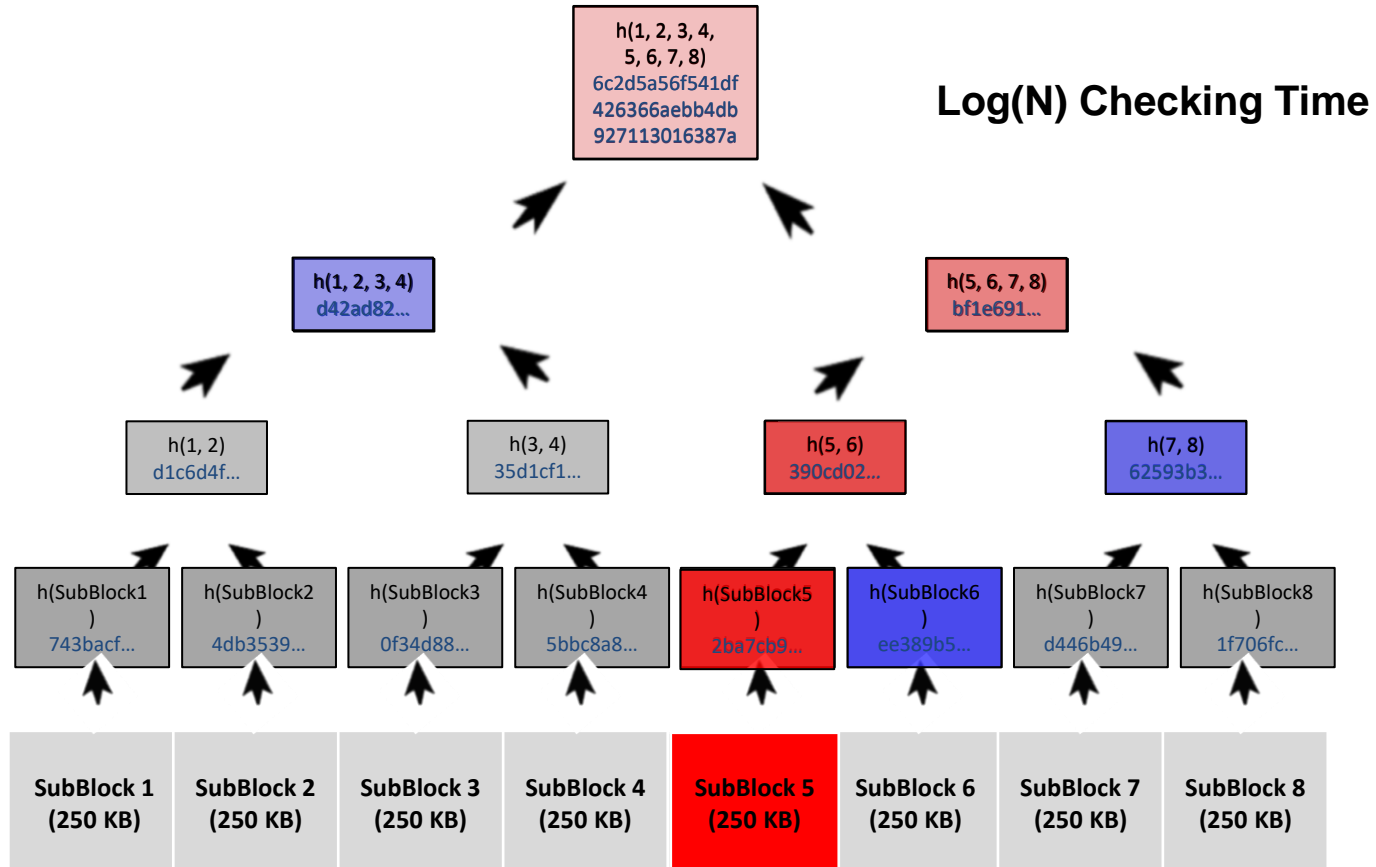 h(1, 2, 3, 4,
5, 6, 7, 8)
6c2d5a56f541df
426366aebb4db
927113016387a
Log(N) Checking Time
h(1, 2, 3, 4)
d42ad82...
h(5, 6, 7, 8)
bf1e691...
h(1, 2)
d1c6d4f...
h(3, 4)
35d1cf1...
h(5, 6)
390cd02...
h(7, 8)
62593b3...
h(SubBlock1
)
743bacf...
h(SubBlock2
)
4db3539...
h(SubBlock3
)
0f34d88...
h(SubBlock4
)
5bbc8a8...
h(SubBlock5
)
2ba7cb9...
h(SubBlock6
)
ee389b5...
h(SubBlock7
)
d446b49...
h(SubBlock8
)
1f706fc...
SubBlock 1
(250 KB)
SubBlock 2
(250 KB)
SubBlock 3
(250 KB)
SubBlock 4
(250 KB)
SubBlock 5
(250 KB)
SubBlock 6
(250 KB)
SubBlock 7
(250 KB)
SubBlock 8
(250 KB)